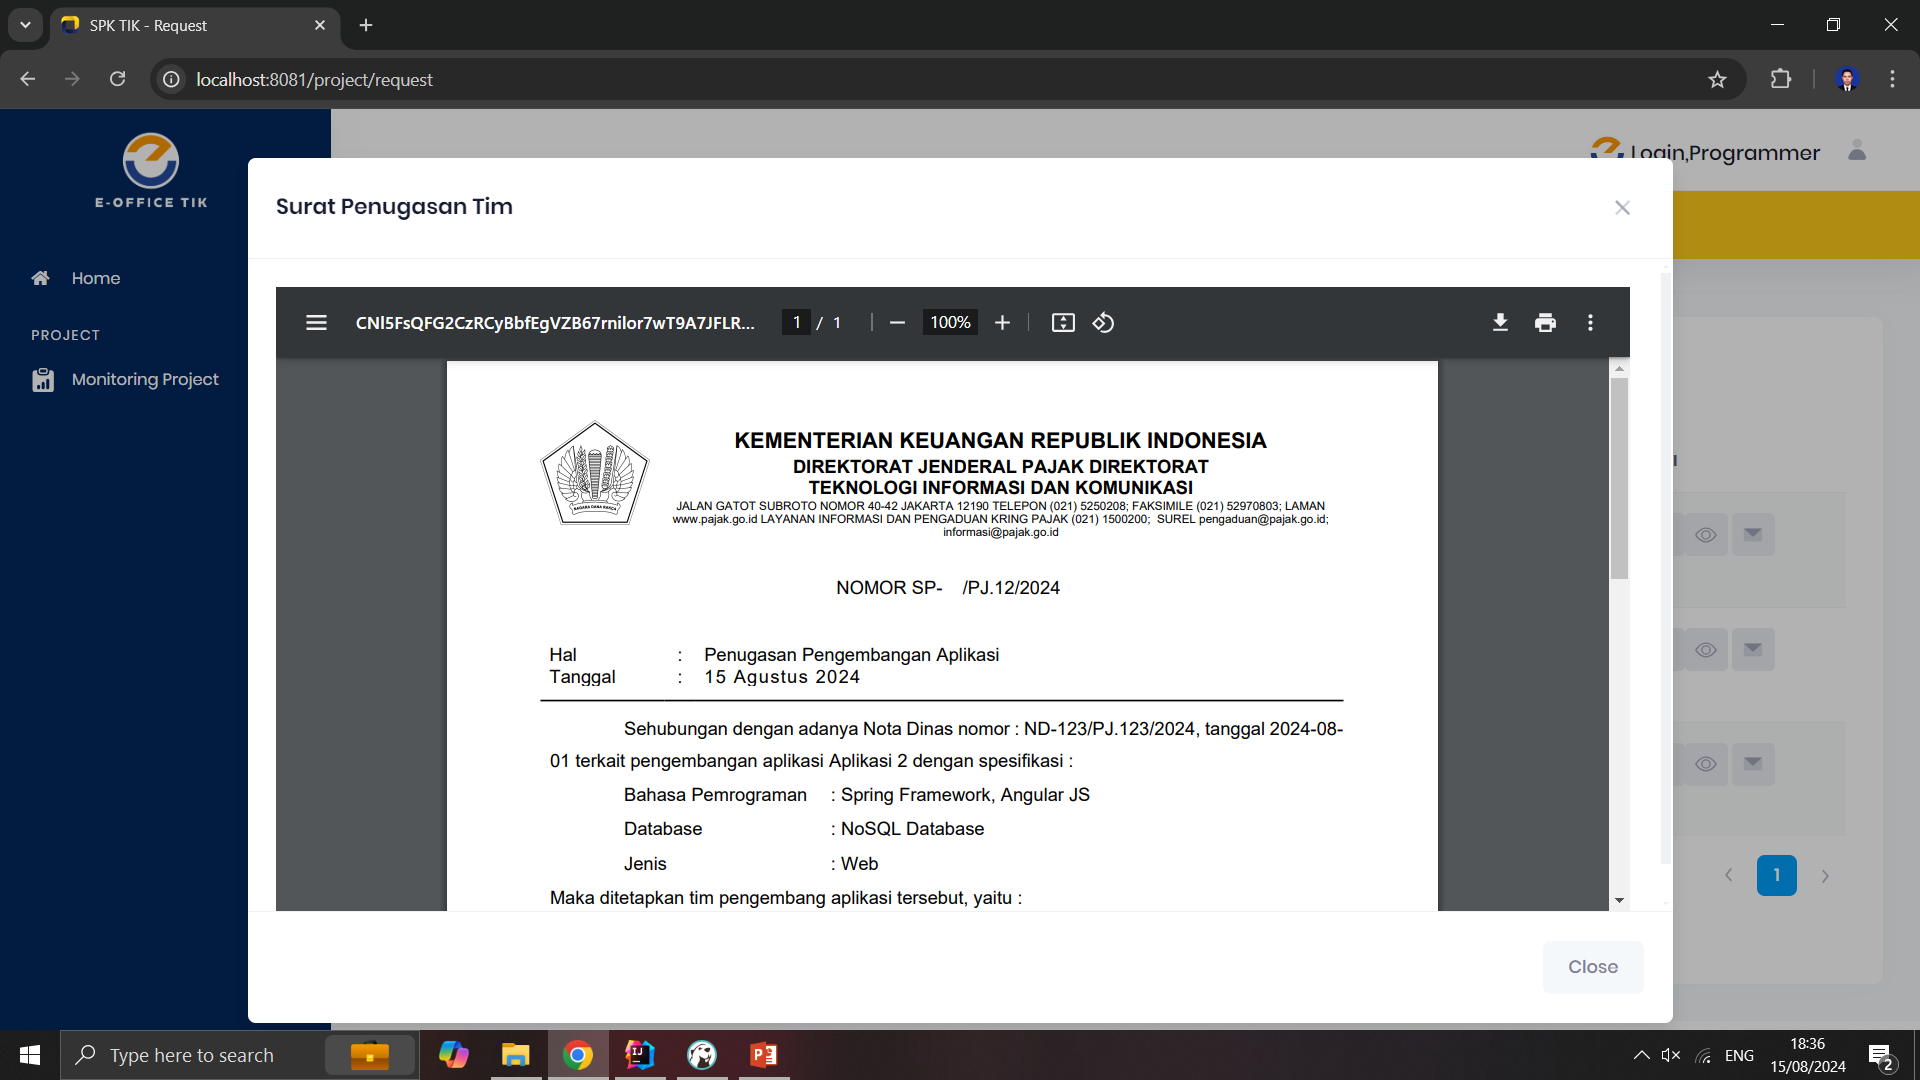 SPK TIK - Request
localhost:8081/project/request
E-OFFICE TIK
Login,Programmer
Home
PROJECT
Monitoring Project
Surat Penugasan Tim
CNl5FsQFG2CzRCyBbfEgVZB67rnilor7wT9A7JFLR...
1 / 1
100%
KEMENTERIAN KEUANGAN REPUBLIK INDONESIA
DIREKTORAT JENDERAL PAJAK DIREKTORAT
TEKNOLOGI INFORMASI DAN KOMUNIKASI
JALAN GATOT SUBROTO NOMOR 40-42 JAKARTA 12190 TELEPON (021) 5250208; FAKSIMILE (021) 52970803; LAMAN
www.pajak.go.id LAYANAN INFORMASI DAN PENGADUAN KRING PAJAK (021) 1500200; SUREL pengaduan@pajak.go.id;
informasi@pajak.go.id
NAGARA DANA RAKCA
NOMOR SP- /PJ.12/2024
Hal : Penugasan Pengembangan Aplikasi
Tanggal : 15 Agustus 2024
Sehubungan dengan adanya Nota Dinas nomor : ND-123/PJ.123/2024, tanggal 2024-08-
01 terkait pengembangan aplikasi Aplikasi 2 dengan spesifikasi :
Bahasa Pemrograman : Spring Framework, Angular JS
Database : NoSQL Database
Jenis : Web
Maka ditetapkan tim pengembang aplikasi tersebut, yaitu :
1
Close
Type here to search
ENG
18:36
15/08/2024
2